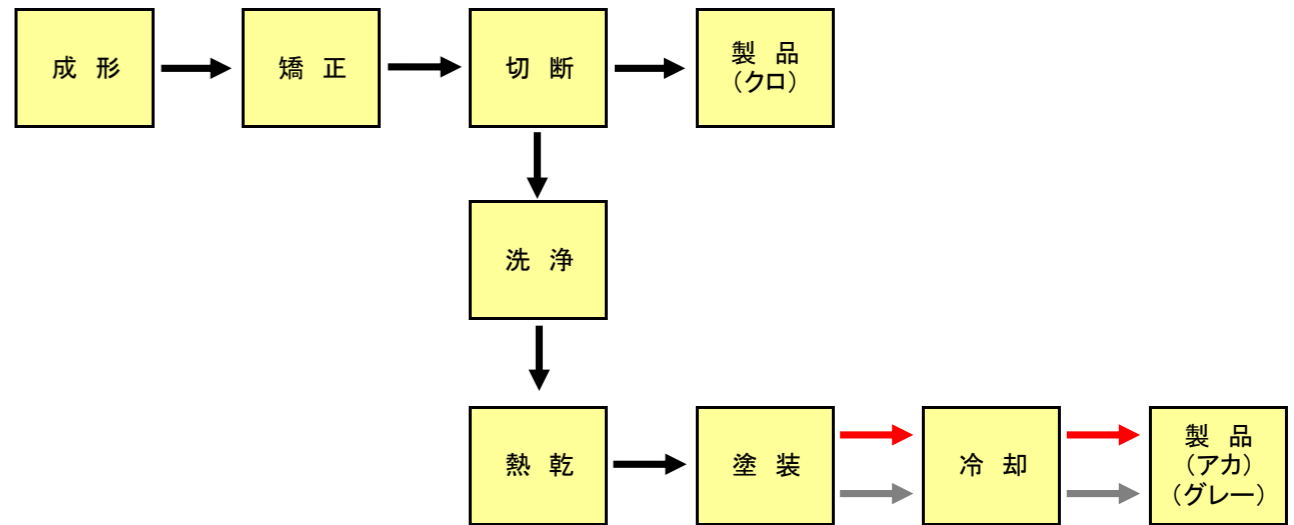 成 形
矯 正
切 断
製 品
（クロ）
洗 浄
熱 乾
塗 装
冷 却
製 品
（アカ）
（グレー）